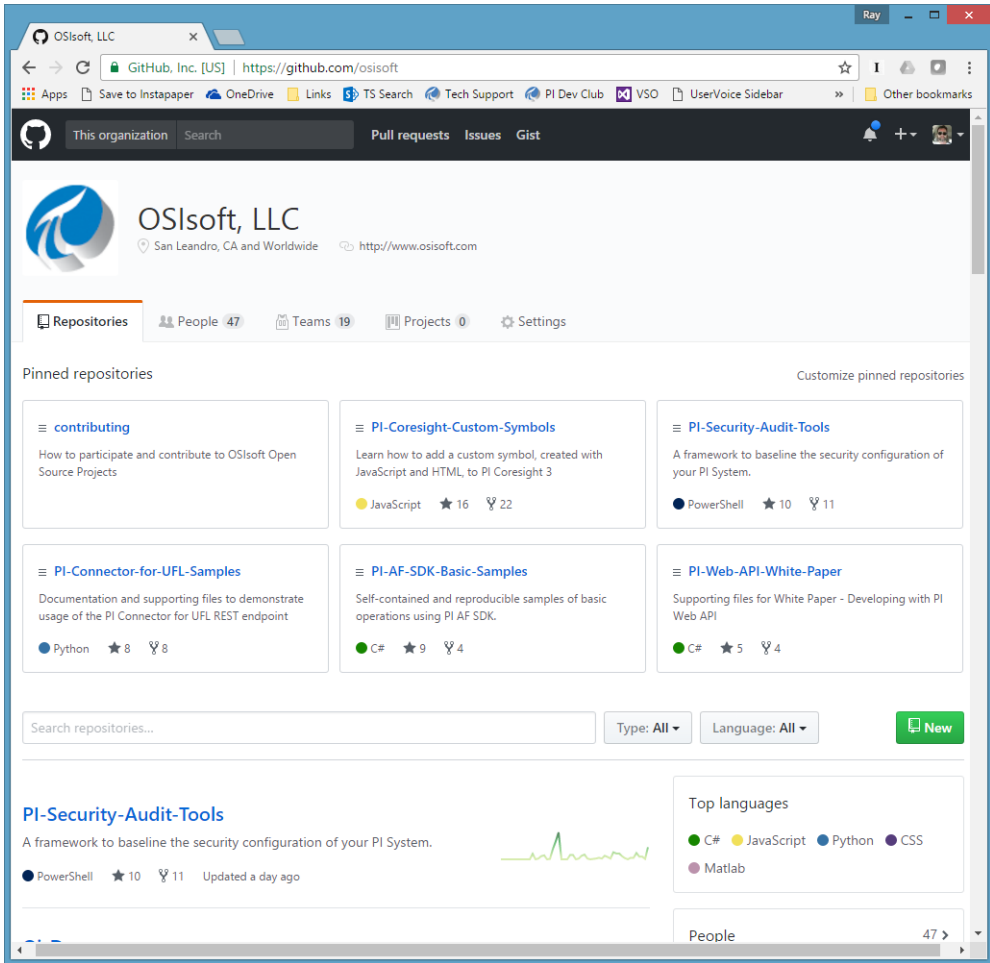 Ray
OSIsoft, LLC
GitHub, Inc. [US] | https://github.com/osisoft
Apps Save to Instapaper OneDrive Links TS Search Tech Support PI Dev Club VSO UserVoice Sidebar » Other bookmarks
This organization Search Pull requests Issues Gist
OSIsoft, LLC
San Leandro, CA and Worldwide http://www.osisoft.com
Repositories People 47 Teams 19 Projects 0 Settings
Pinned repositories Customize pinned repositories
contributing
How to participate and contribute to OSIsoft Open
Source Projects
PI-Coresight-Custom-Symbols
Learn how to add a custom symbol, created with
JavaScript and HTML, to PI Coresight 3
JavaScript 16 22
PI-Security-Audit-Tools
A framework to baseline the security configuration of
your PI System.
PowerShell 10 11
PI-Connector-for-UFL-Samples
Documentation and supporting files to demonstrate
usage of the PI Connector for UFL REST endpoint
Python 8 8
PI-AF-SDK-Basic-Samples
Self-contained and reproducible samples of basic
operations using PI AF SDK.
C# 9 4
PI-Web-API-White-Paper
Supporting files for White Paper - Developing with PI
Web API
C# 5 4
Search repositories... Type: All Language: All New
PI-Security-Audit-Tools
A framework to baseline the security configuration of your PI System.
PowerShell 10 11 Updated a day ago
Top languages
C# JavaScript Python CSS
Matlab
People 47